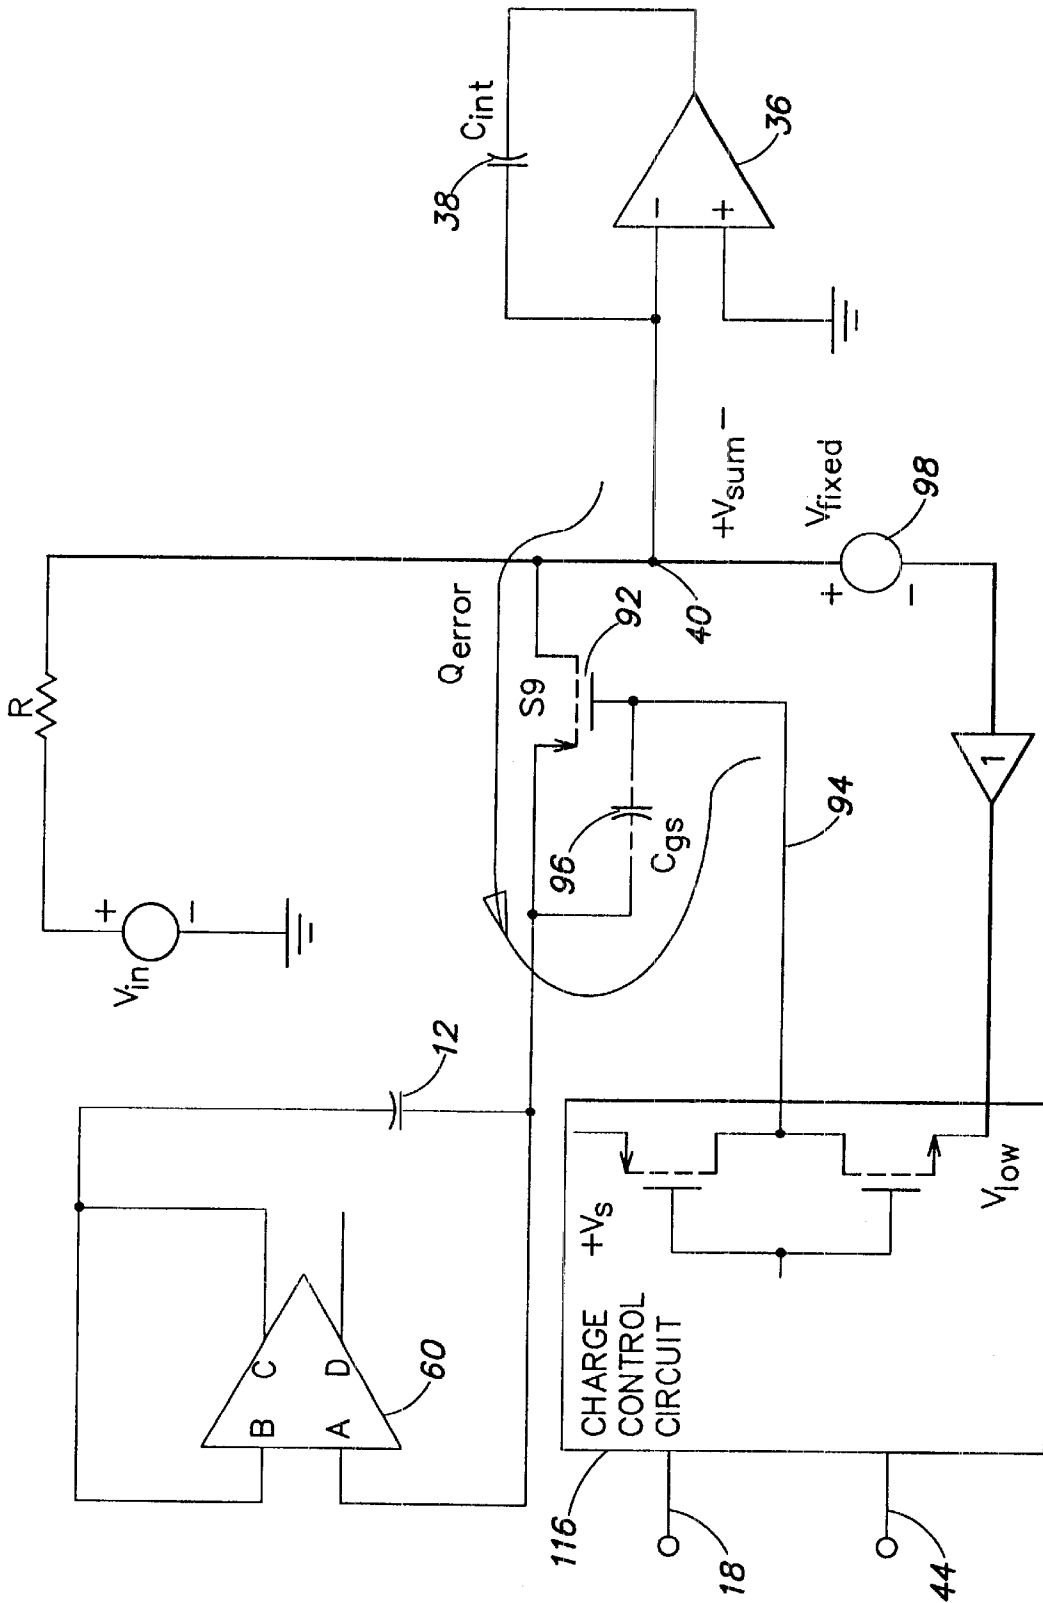 R
Vin
+
−
12
C
B
D
A
60
Cint
38
−
+
36
Qerror
S9
92
40
+Vsum−
Vfixed
+
−
98
96
Cgs
94
1
CHARGE
CONTROL
CIRCUIT
+Vs
Vlow
116
18
44